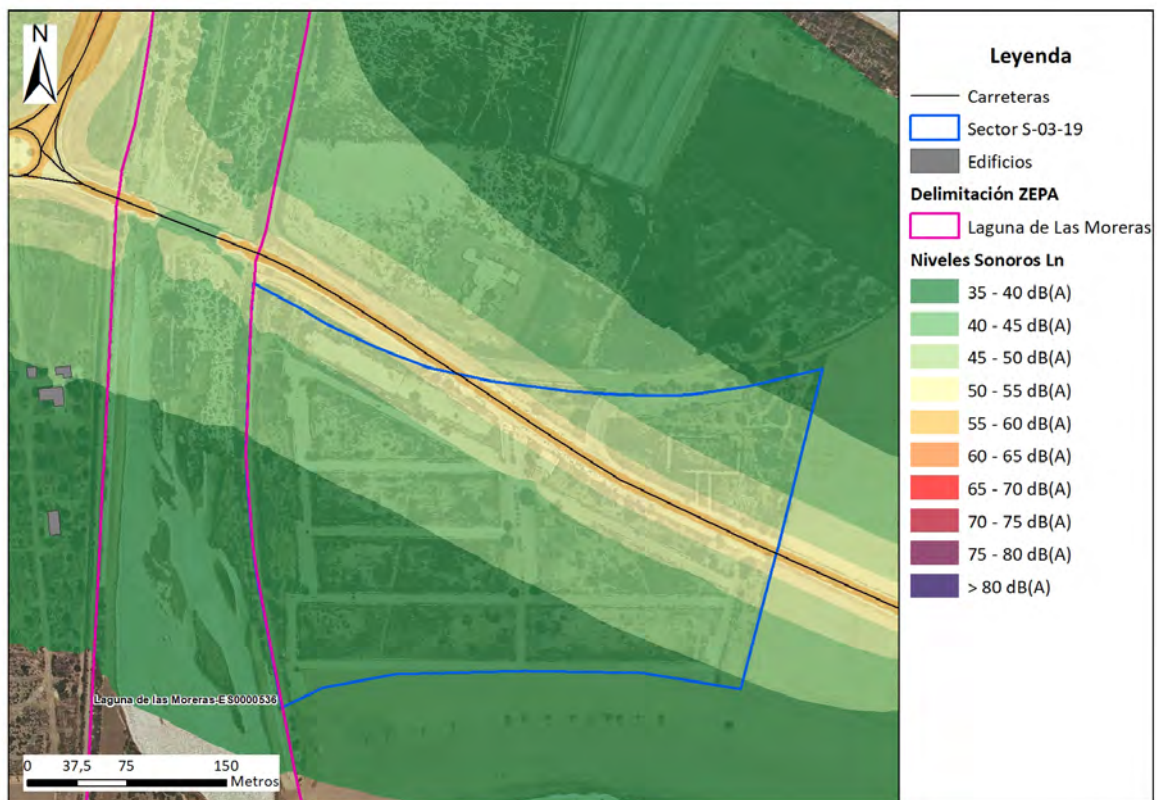 N
Laguna de las Moreras-ES0000536
0 37,5 75 150
Metros
Leyenda
Carreteras
Sector S-03-19
Edificios
Delimitación ZEPA
Laguna de Las Moreras
Niveles Sonoros Ln
35 - 40 dB(A)
40 - 45 dB(A)
45 - 50 dB(A)
50 - 55 dB(A)
55 - 60 dB(A)
60 - 65 dB(A)
65 - 70 dB(A)
70 - 75 dB(A)
75 - 80 dB(A)
> 80 dB(A)